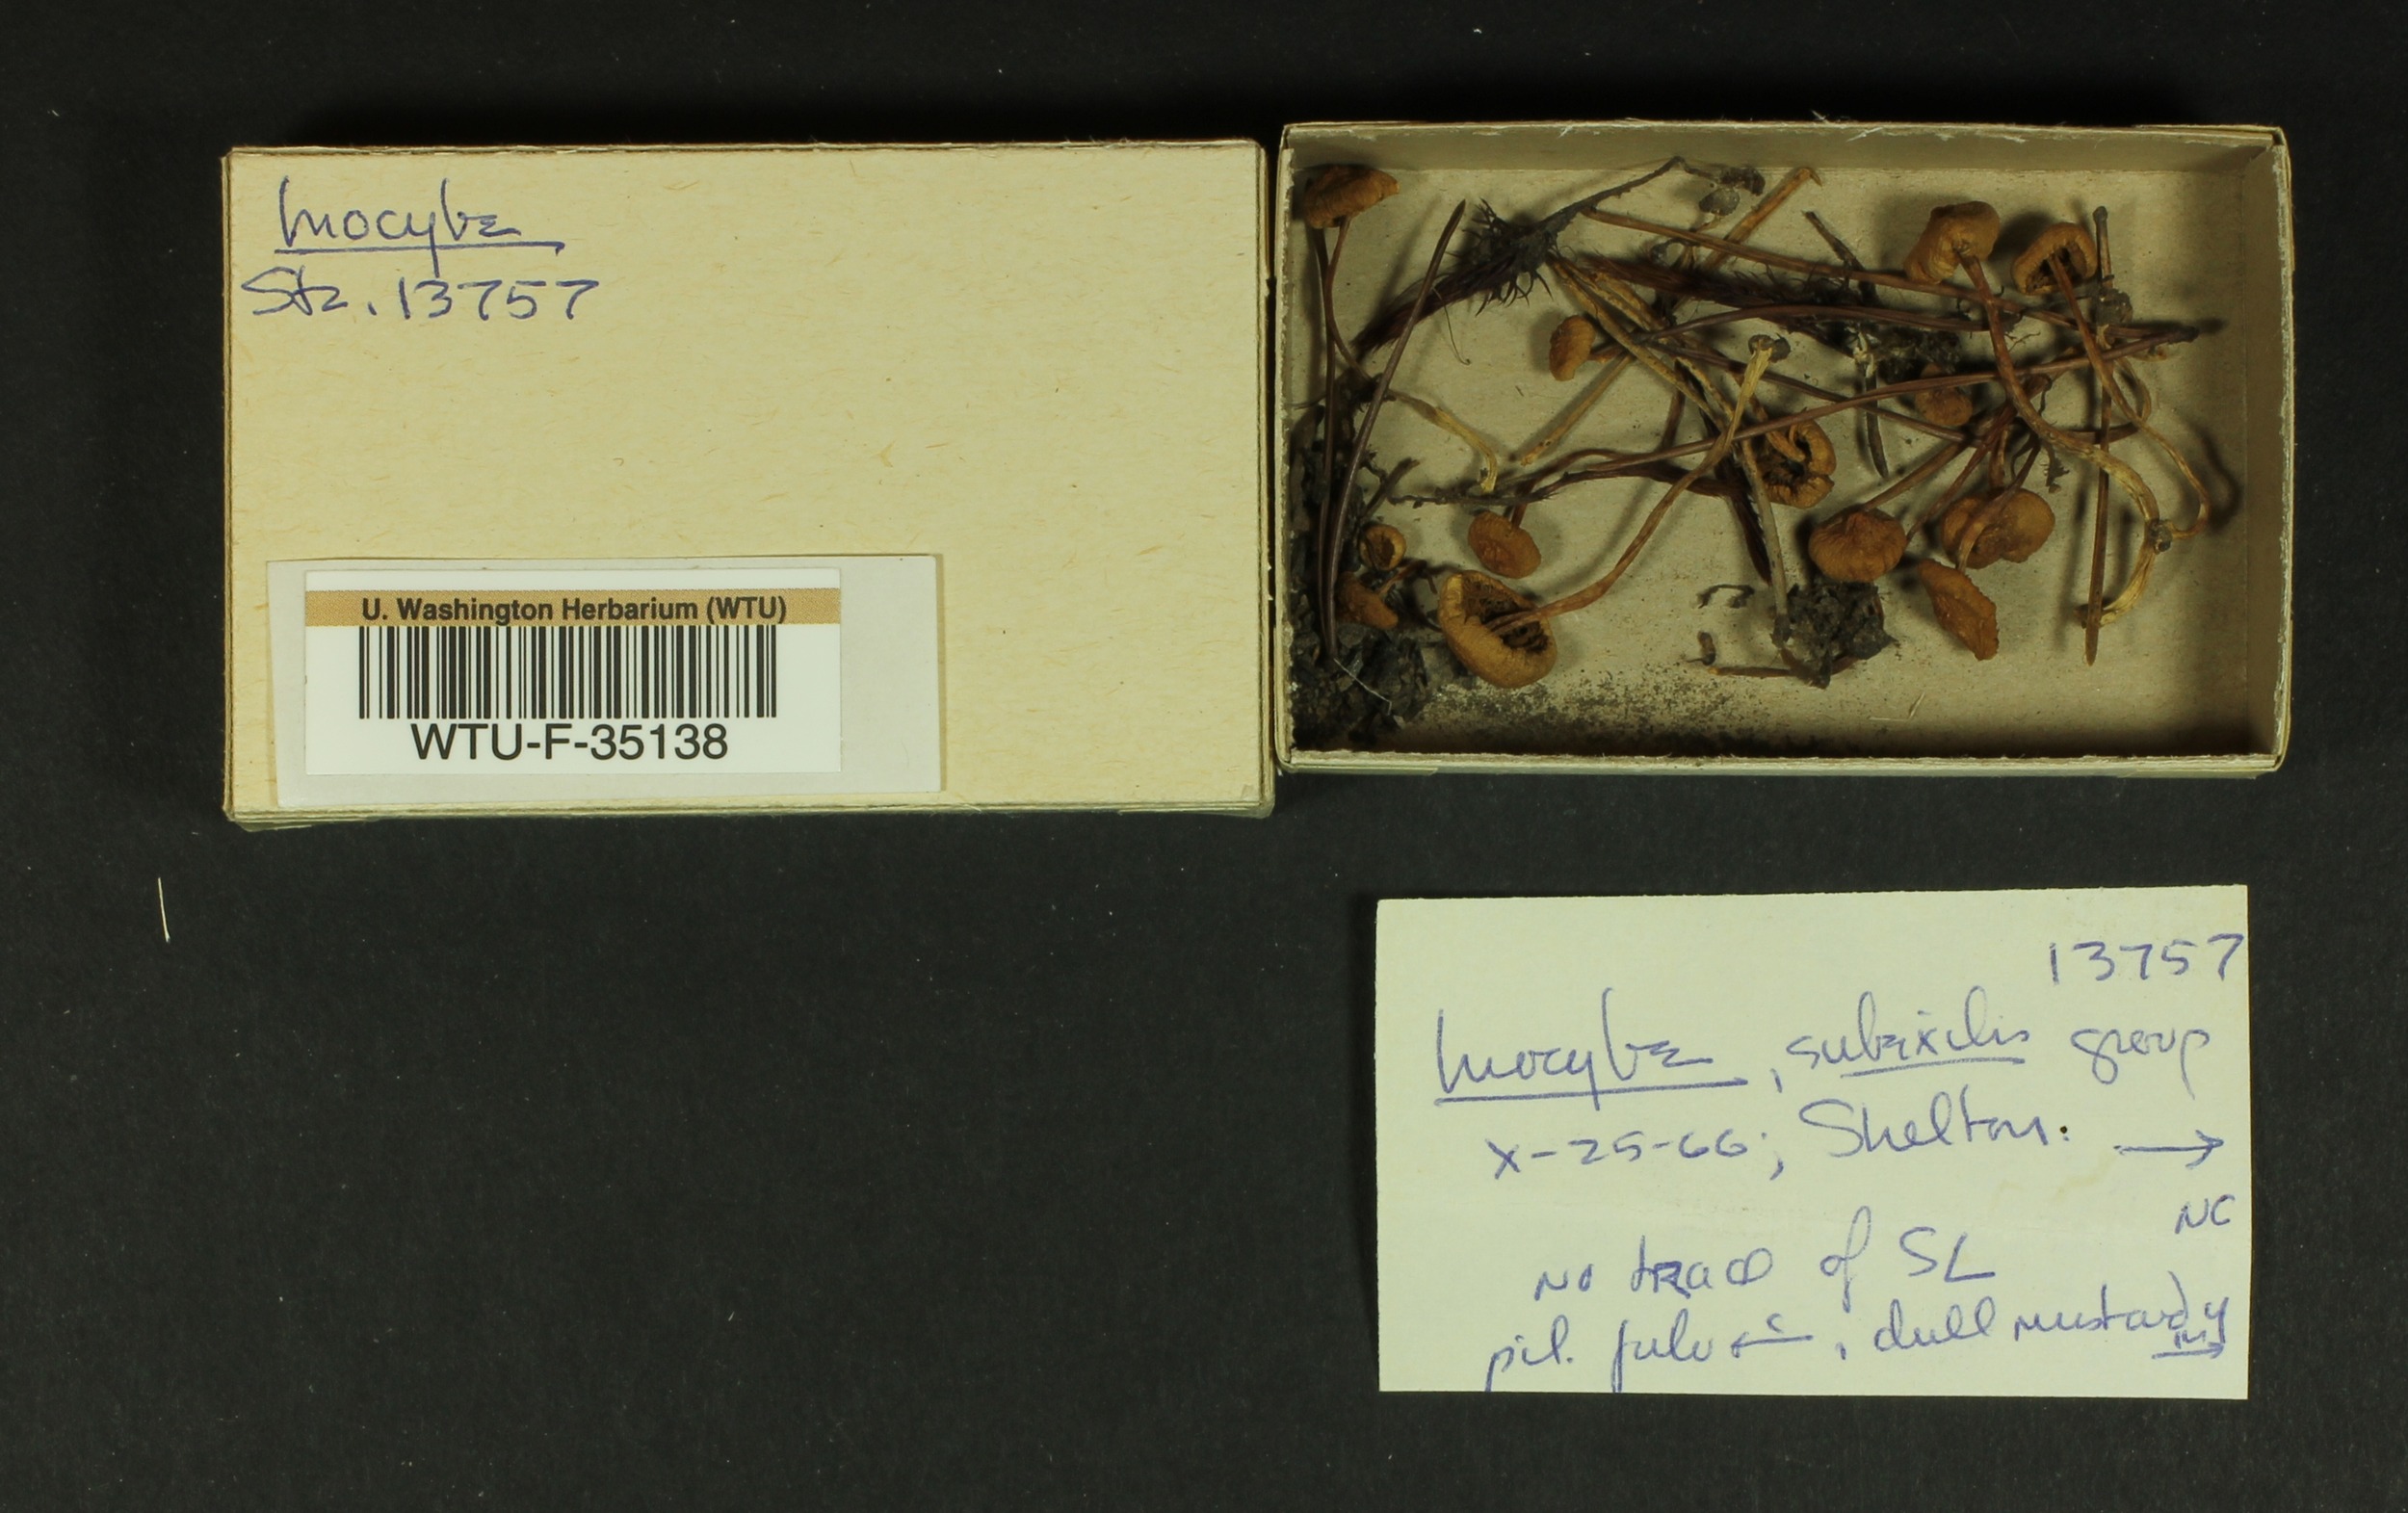 Inocybe
Stz. 13757
U. Washington Herbarium (WTU)
WTU-F-35138
13757
Inocybe, subexilis group
X-25-66; Shelton. →
NC
no trace of SL
pil. fulv, dull mustardy